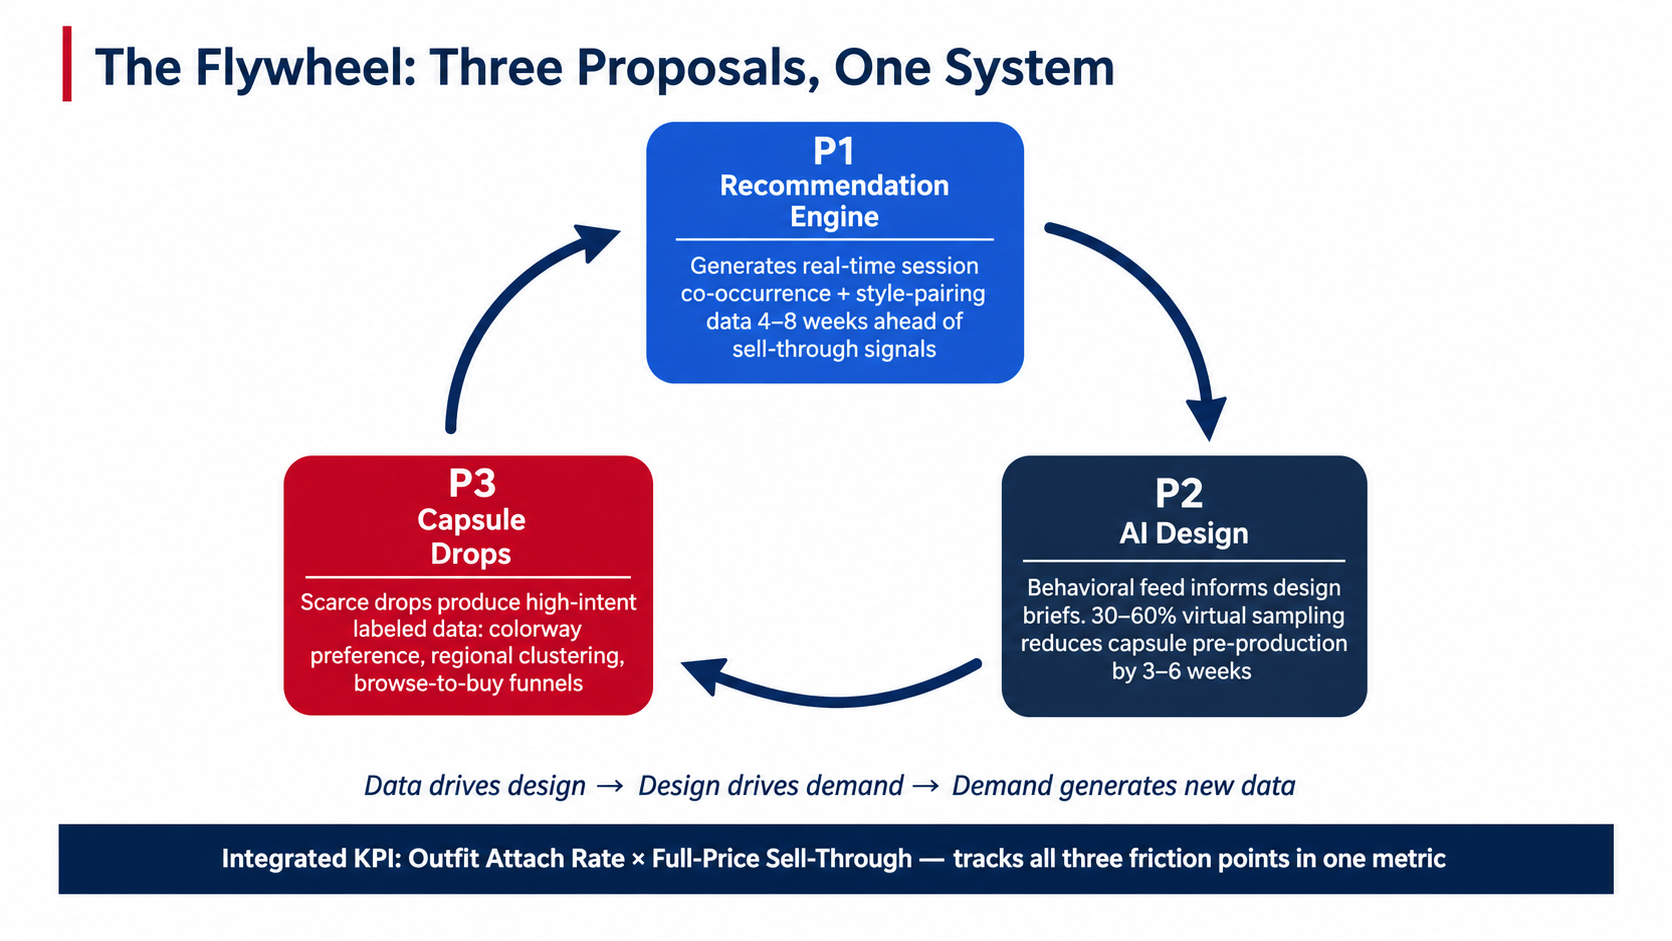 The Flywheel: Three Proposals, One System
P1
Recommendation
Engine
Generates real-time session
co-occurrence + style-pairing
data 4–8 weeks ahead of
sell-through signals
P3
Capsule
Drops
Scarce drops produce high-intent
labeled data: colorway
preference, regional clustering,
browse-to-buy funnels
P2
AI Design
Behavioral feed informs design
briefs. 30–60% virtual sampling
reduces capsule pre-production
by 3–6 weeks
Data drives design → Design drives demand → Demand generates new data
Integrated KPI: Outfit Attach Rate × Full-Price Sell-Through — tracks all three friction points in one metric